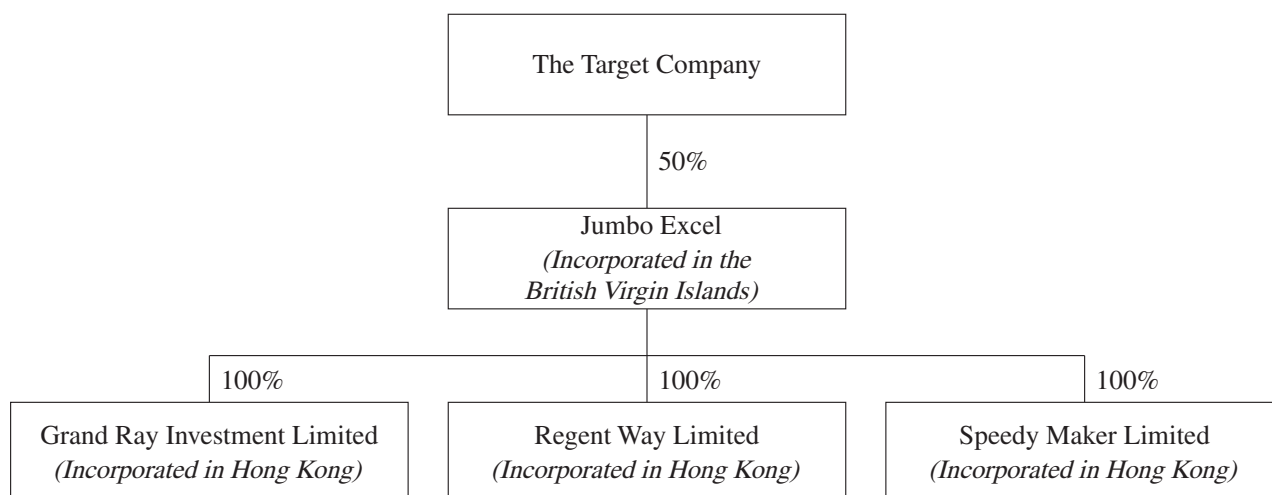 The Target Company
50%
Jumbo Excel
(Incorporated in the
British Virgin Islands)
100%
100%
100%
Grand Ray Investment Limited
(Incorporated in Hong Kong)
Regent Way Limited
(Incorporated in Hong Kong)
Speedy Maker Limited
(Incorporated in Hong Kong)